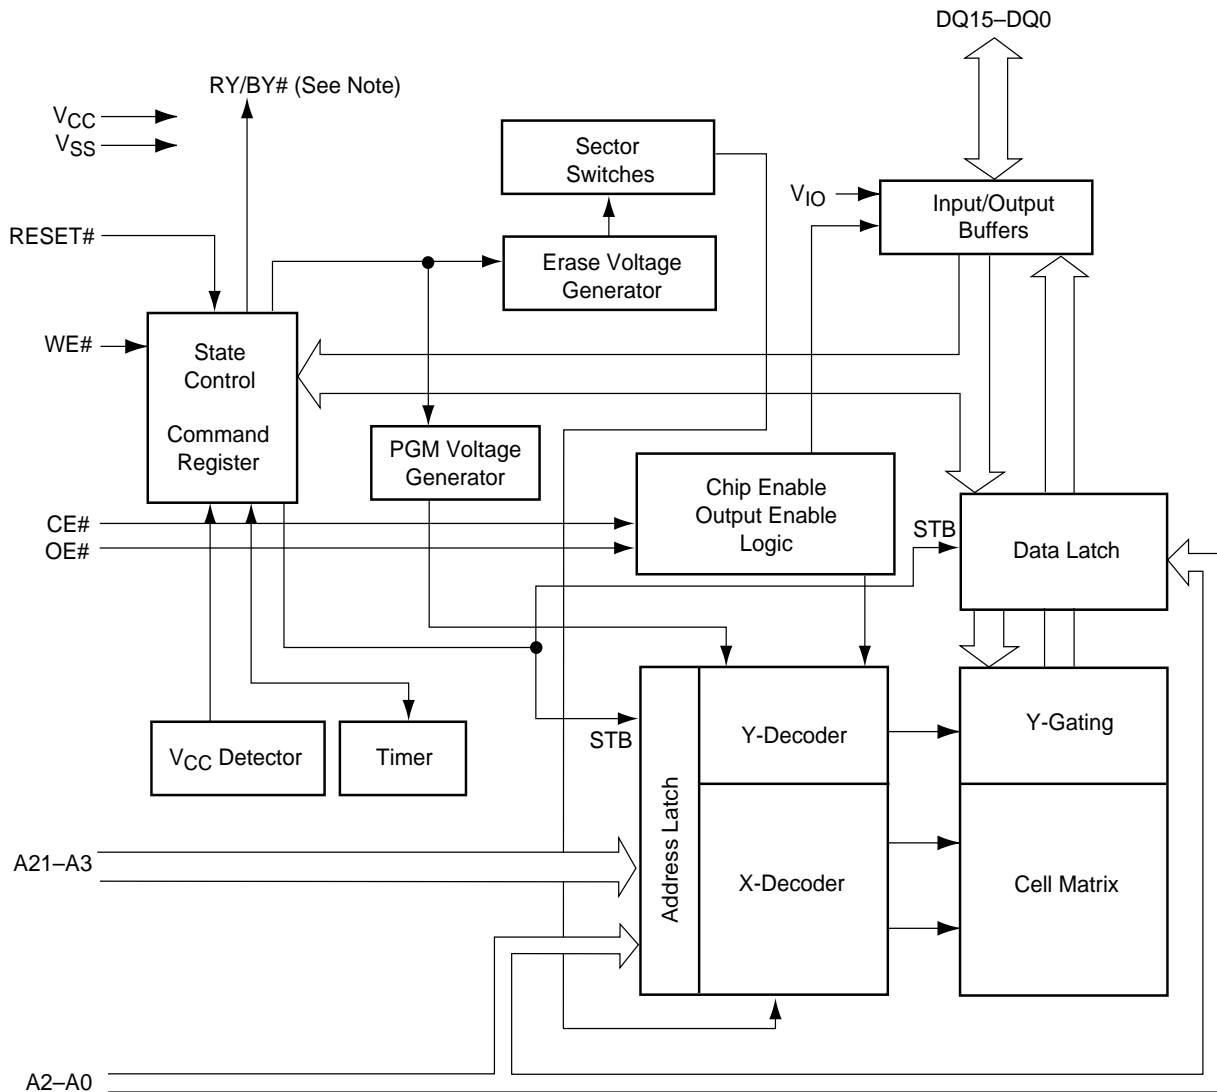 DQ15–DQ0
RY/BY# (See Note)
VCC
VSS
Sector
Switches
VIO
Input/Output
Buffers
RESET#
Erase Voltage
Generator
WE#
State
Control
Command
Register
PGM Voltage
Generator
Chip Enable
Output Enable
Logic
CE#
OE#
STB
Data Latch
STB
Y-Decoder
Y-Gating
VCC Detector
Timer
Address Latch
A21–A3
X-Decoder
Cell Matrix
A2–A0